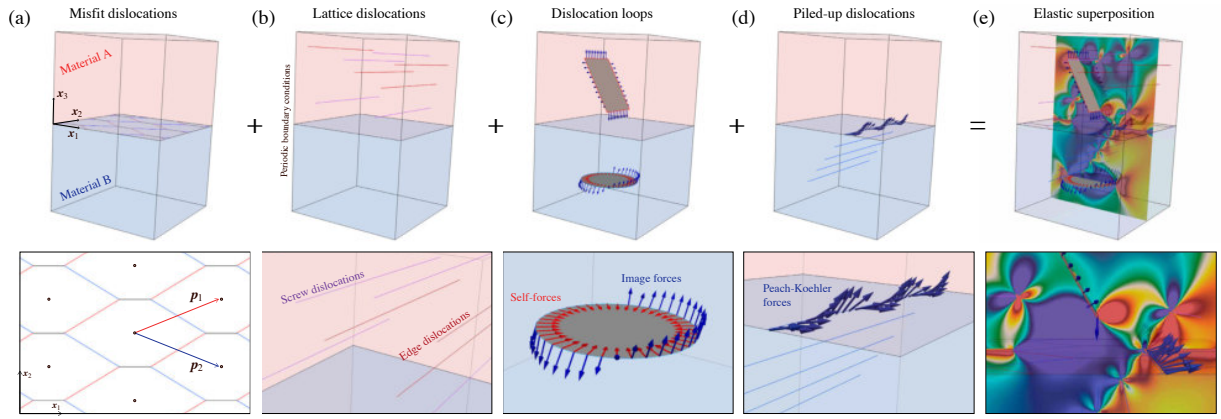 (a) Misfit dislocations
(b) Lattice dislocations
(c) Dislocation loops
(d) Piled-up dislocations
(e) Elastic superposition
Material A
x3
x2
x1
Material B
+
Periodic boundary conditions
+
+
=
p1
p2
x2
x1
Screw dislocations
Edge dislocations
Self-forces
Image forces
Peach-Koehler
forces